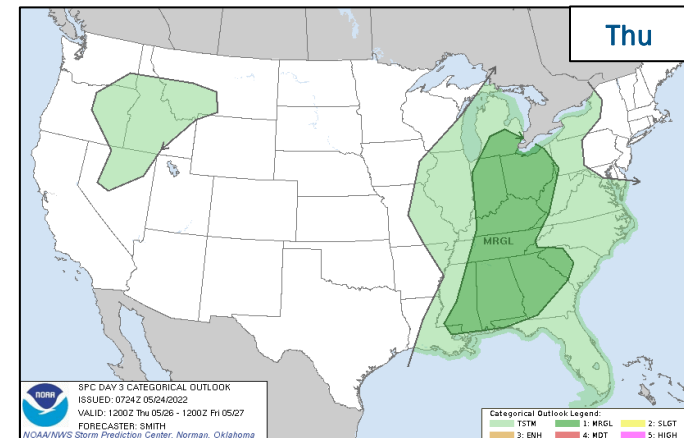 Thu
MRGL
NOAA
SPC DAY 3 CATEGORICAL OUTLOOK
ISSUED: 0724Z 05/24/2022
VALID: 1200Z Thu 05/26 - 1200Z Fri 05/27
FORECASTER: SMITH
NOAA/NWS Storm Prediction Center, Norman, Oklahoma
Categorical Outlook Legend:
TSTM 1: MRGL 2: SLGT
3: ENH 4: MDT 5: HIGH